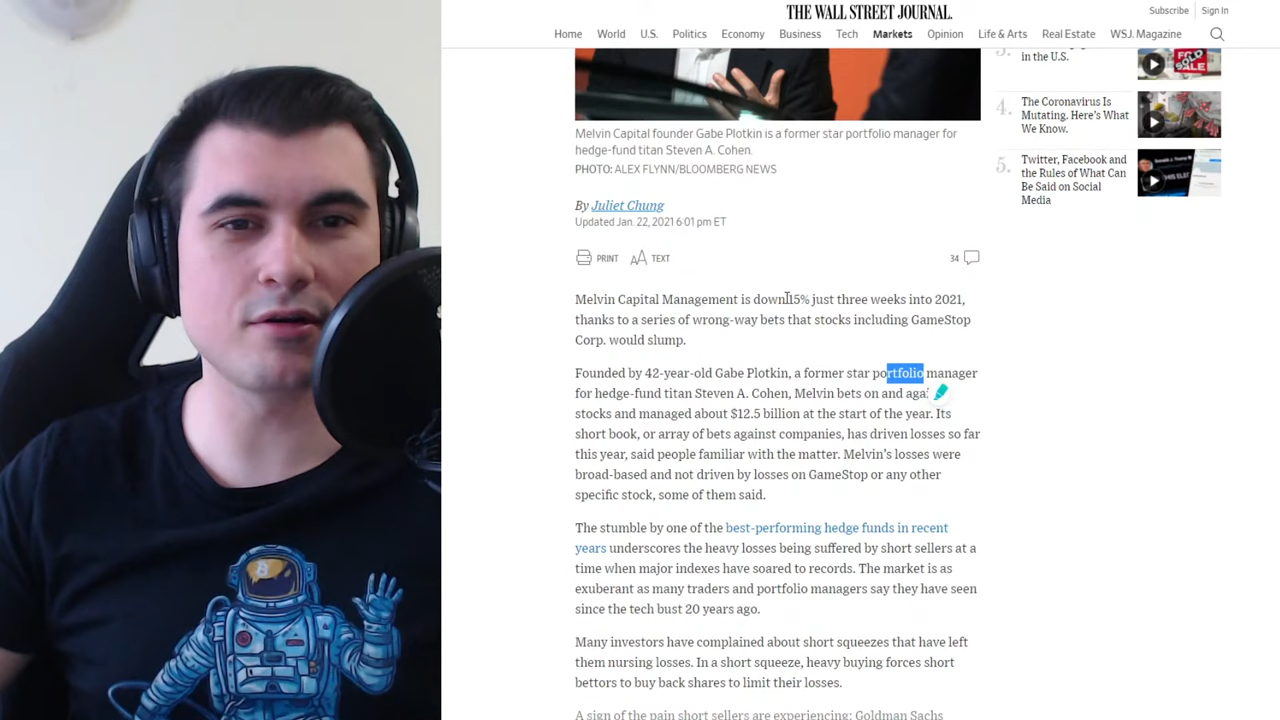 THE WALL STREET JOURNAL.
Subscribe
Sign In
Home World U.S. Politics Economy Business Tech Markets Opinion Life & Arts Real Estate WSJ. Magazine
in the U.S.
4.
The Coronavirus Is
Mutating. Here's What
We Know.
5.
Twitter, Facebook and
the Rules of What Can
Be Said on Social
Media
Melvin Capital founder Gabe Plotkin is a former star portfolio manager for
hedge-fund titan Steven A. Cohen.
PHOTO: ALEX FLYNN/BLOOMBERG NEWS
By Juliet Chung
Updated Jan. 22, 2021 6:01 pm ET
PRINT TEXT
34
Melvin Capital Management is down 15% just three weeks into 2021,
thanks to a series of wrong-way bets that stocks including GameStop
Corp. would slump.
Founded by 42-year-old Gabe Plotkin, a former star portfolio manager
for hedge-fund titan Steven A. Cohen, Melvin bets on and
stocks and managed about $12.5 billion at the start of the year. Its
short book, or array of bets against companies, has driven losses so far
this year, said people familiar with the matter. Melvin's losses were
broad-based and not driven by losses on GameStop or any other
specific stock, some of them said.
The stumble by one of the best-performing hedge funds in recent
years underscores the heavy losses being suffered by short sellers at a
time when major indexes have soared to records. The market is as
exuberant as many traders and portfolio managers say they have seen
since the tech bust 20 years ago.
Many investors have complained about short squeezes that have left
them nursing losses. In a short squeeze, heavy buying forces short
bettors to buy back shares to limit their losses.
A sign of the pain short sellers are experiencing: Goldman Sachs